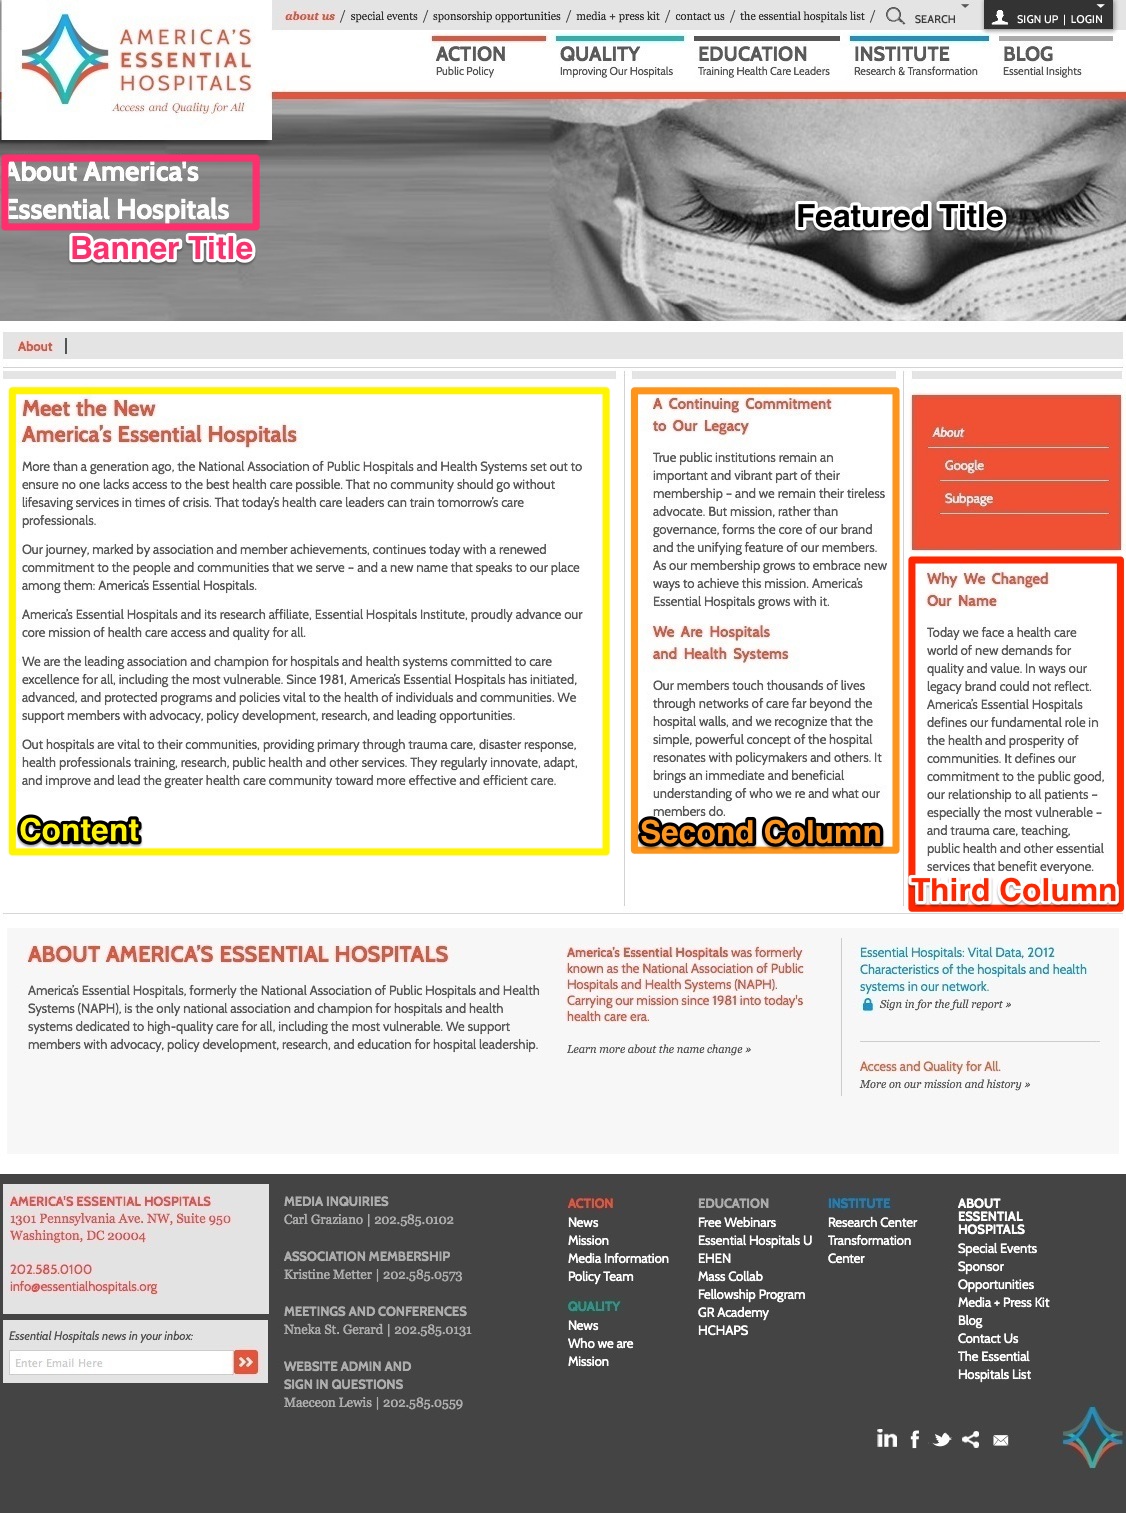 about us / special events / sponsorship opportunities / media + press kit / contact us / the essential hospitals list / SEARCH SIGN UP | LOGIN
AMERICA'S
ESSENTIAL
HOSPITALS
Access and Quality for All
ACTION
Public Policy
QUALITY
Improving Our Hospitals
EDUCATION
Training Health Care Leaders
INSTITUTE
Research & Transformation
BLOG
Essential Insights
About America's
Essential Hospitals
Banner Title
Featured Title
About |
Meet the New
America's Essential Hospitals
More than a generation ago, the National Association of Public Hospitals and Health Systems set out to
ensure no one lacks access to the best health care possible. That no community should go without
lifesaving services in times of crisis. That today's health care leaders can train tomorrow's care
professionals.
Our journey, marked by association and member achievements, continues today with a renewed
commitment to the people and communities that we serve – and a new name that speaks to our place
among them: America's Essential Hospitals.
America's Essential Hospitals and its research affiliate, Essential Hospitals Institute, proudly advance our
core mission of health care access and quality for all.
We are the leading association and champion for hospitals and health systems committed to care
excellence for all, including the most vulnerable. Since 1981, America's Essential Hospitals has initiated,
advanced, and protected programs and policies vital to the health of individuals and communities. We
support members with advocacy, policy development, research, and leading opportunities.
Out hospitals are vital to their communities, providing primary through trauma care, disaster response,
health professionals training, research, public health and other services. They regularly innovate, adapt,
and improve and lead the greater health care community toward more effective and efficient care.
Content
A Continuing Commitment
to Our Legacy
True public institutions remain an
important and vibrant part of their
membership – and we remain their tireless
advocate. But mission, rather than
governance, forms the core of our brand
and the unifying feature of our members.
As our membership grows to embrace new
ways to achieve this mission. America's
Essential Hospitals grows with it.
We Are Hospitals
and Health Systems
Our members touch thousands of lives
through networks of care far beyond the
hospital walls, and we recognize that the
simple, powerful concept of the hospital
resonates with policymakers and others. It
brings an immediate and beneficial
understanding of who we re and what our
members do.
Second Column
About
Google
Subpage
Why We Changed
Our Name
Today we face a health care
world of new demands for
quality and value. In ways our
legacy brand could not reflect.
America's Essential Hospitals
defines our fundamental role in
the health and prosperity of
communities. It defines our
commitment to the public good,
our relationship to all patients –
especially the most vulnerable –
and trauma care, teaching,
public health and other essential
services that benefit everyone.
Third Column
ABOUT AMERICA'S ESSENTIAL HOSPITALS
America's Essential Hospitals, formerly the National Association of Public Hospitals and Health
Systems (NAPH), is the only national association and champion for hospitals and health
systems dedicated to high-quality care for all, including the most vulnerable. We support
members with advocacy, policy development, research, and education for hospital leadership.
America's Essential Hospitals was formerly
known as the National Association of Public
Hospitals and Health Systems (NAPH).
Carrying our mission since 1981 into today's
health care era.
Learn more about the name change »
Essential Hospitals: Vital Data, 2012
Characteristics of the hospitals and health
systems in our network.
Sign in for the full report »
Access and Quality for All.
More on our mission and history »
AMERICA'S ESSENTIAL HOSPITALS
1301 Pennsylvania Ave. NW, Suite 950
Washington, DC 20004
202.585.0100
info@essentialhospitals.org
Essential Hospitals news in your inbox:
Enter Email Here »
MEDIA INQUIRIES
Carl Graziano | 202.585.0102
ASSOCIATION MEMBERSHIP
Kristine Metter | 202.585.0573
MEETINGS AND CONFERENCES
Nneka St. Gerard | 202.585.0131
WEBSITE ADMIN AND
SIGN IN QUESTIONS
Maeceon Lewis | 202.585.0559
ACTION
News
Mission
Media Information
Policy Team
QUALITY
News
Who we are
Mission
EDUCATION
Free Webinars
Essential Hospitals U
EHEN
Mass Collab
Fellowship Program
GR Academy
HCHAPS
INSTITUTE
Research Center
Transformation
Center
ABOUT
ESSENTIAL
HOSPITALS
Special Events
Sponsor
Opportunities
Media + Press Kit
Blog
Contact Us
The Essential
Hospitals List
in f